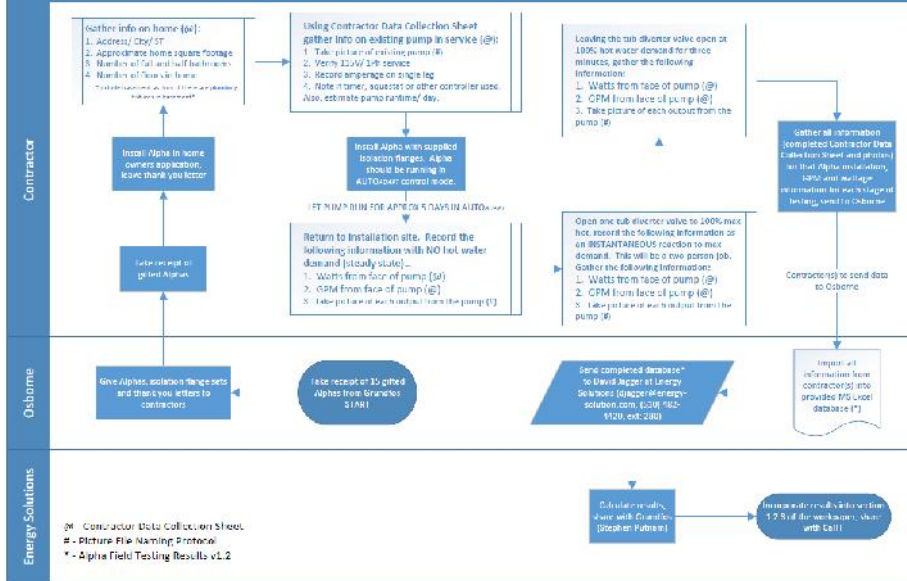 Contractor
Gather info on home (@):
1. Address/ City/ ST
2. Approximate home square footage
3. Number of full and half bathrooms
4. Number of floors in home
Using Contractor Data Collection Sheet
gather info on existing pump in service (@):
1. Take picture of existing pump (#)
2. Verify 115V/ 1Ph service
3. Record amperage on single leg
4. Note if timer, aquastat or other controller used.
Also, estimate pump runtime/ day.
Leaving the tub diverter valve open at
100% hot water demand for three
minutes, gather the following
information:
1. Watts from face of pump (@)
2. GPM from face of pump (@)
3. Take picture of each output from the
pump (#)
Gather all information
(completed Contractor Data
Collection Sheet and photos)
for that Alpha installation,
GPM and wattage
information for each stage of
testing, send to Osborne
Install Alpha in home
owners application,
leave thank you letter
Install Alpha with supplied
isolation flanges. Alpha
should be running in
AUTOADAPT control mode.
LET PUMP RUN FOR APPROX 5 DAYS IN AUTOADAPT
Take receipt of
gifted Alphas
Return to installation site. Record the
following information with NO hot water
demand (steady state)...
1. Watts from face of pump (@)
2. GPM from face of pump (@)
3. Take picture of each output from the pump (#)
Open one tub diverter valve to 100% max
hot, record the following information as
an INSTANTANEOUS reaction to max
demand. This will be a two person job.
Gather the following information:
1. Watts from face of pump (@)
2. GPM from face of pump (@)
3. Take picture of each output from the
pump (#)
Contractor(s) to send data
to Osborne
Osborne
Give Alphas, isolation flange sets
and thank you letters to
contractors
Take receipt of 15 gifted
Alphas from Grundfos
START
Send completed database*
to David Jagger at Energy
Solutions (djagger@energy-
solution.com, (510) 482-
4420, ext: 280)
Import all
information from
contractor(s) into
provided MS Excel
database (*)
Energy Solutions
Calculate results,
share with Grundfos
(Stephen Putnam)
Incorporate results into section
of the workpaper, share
with
@ - Contractor Data Collection Sheet
# - Picture File Naming Protocol
* - Alpha Field Testing Results v1.2